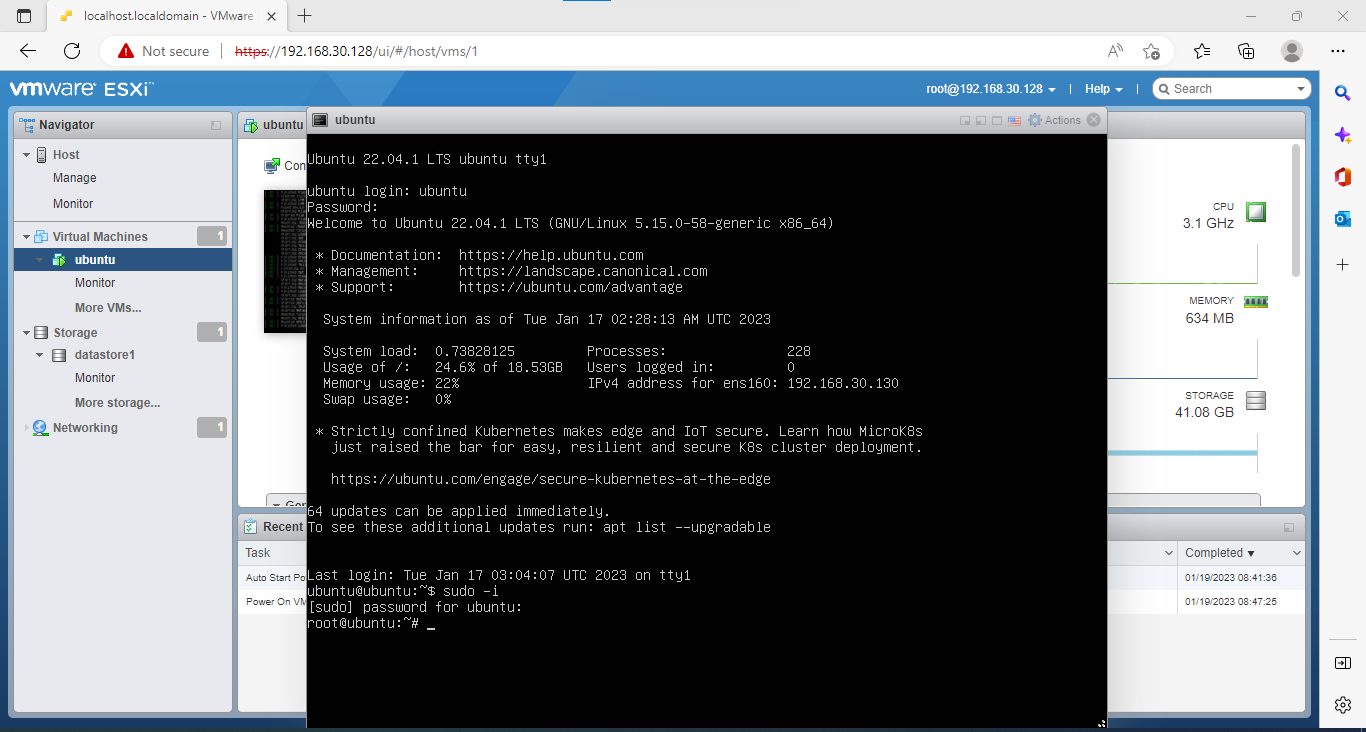 localhost.localdomain - VMware
Not secure
https://192.168.30.128/ui/#/host/vms/1
vmware ESXi™
root@192.168.30.128
Help
Search
Navigator
Host
Manage
Monitor
Virtual Machines 1
ubuntu
Monitor
More VMs...
Storage 1
datastore1
Monitor
More storage...
Networking 1
ubuntu
Con
ubuntu
Actions
Ubuntu 22.04.1 LTS ubuntu tty1
ubuntu login: ubuntu
Password:
Welcome to Ubuntu 22.04.1 LTS (GNU/Linux 5.15.0-58-generic x86_64)
* Documentation: https://help.ubuntu.com
* Management: https://landscape.canonical.com
* Support: https://ubuntu.com/advantage
System information as of Tue Jan 17 02:28:13 AM UTC 2023
System load: 0.73828125 Processes: 228
Usage of /: 24.6% of 18.53GB Users logged in: 0
Memory usage: 22% IPv4 address for ens160: 192.168.30.130
Swap usage: 0%
* Strictly confined Kubernetes makes edge and IoT secure. Learn how MicroK8s
just raised the bar for easy, resilient and secure K8s cluster deployment.
https://ubuntu.com/engage/secure-kubernetes-at-the-edge
64 updates can be applied immediately.
To see these additional updates run: apt list --upgradable
Last login: Tue Jan 17 03:04:07 UTC 2023 on tty1
ubuntu@ubuntu:~$ sudo -i
[sudo] password for ubuntu:
root@ubuntu:~# _
CPU
3.1 GHz
MEMORY
634 MB
STORAGE
41.08 GB
Recent
Task
Completed
Auto Start Po
01/19/2023 08:41:36
Power On VM
01/19/2023 08:47:25